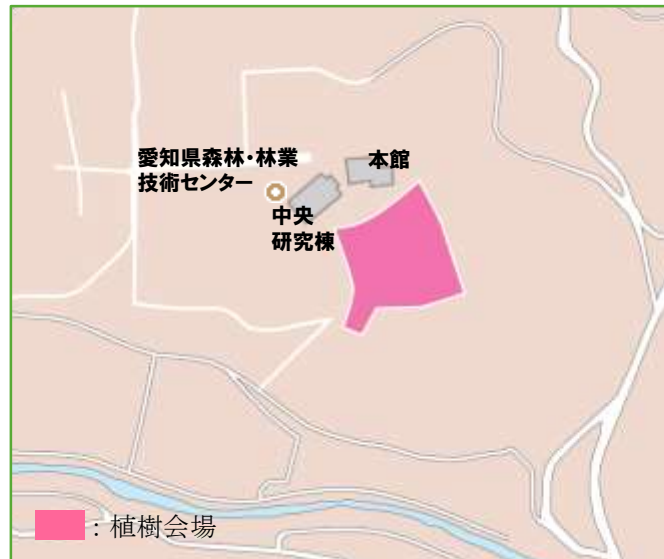 愛知県森林・林業
技術センター
本館
中央
研究棟
：植樹会場